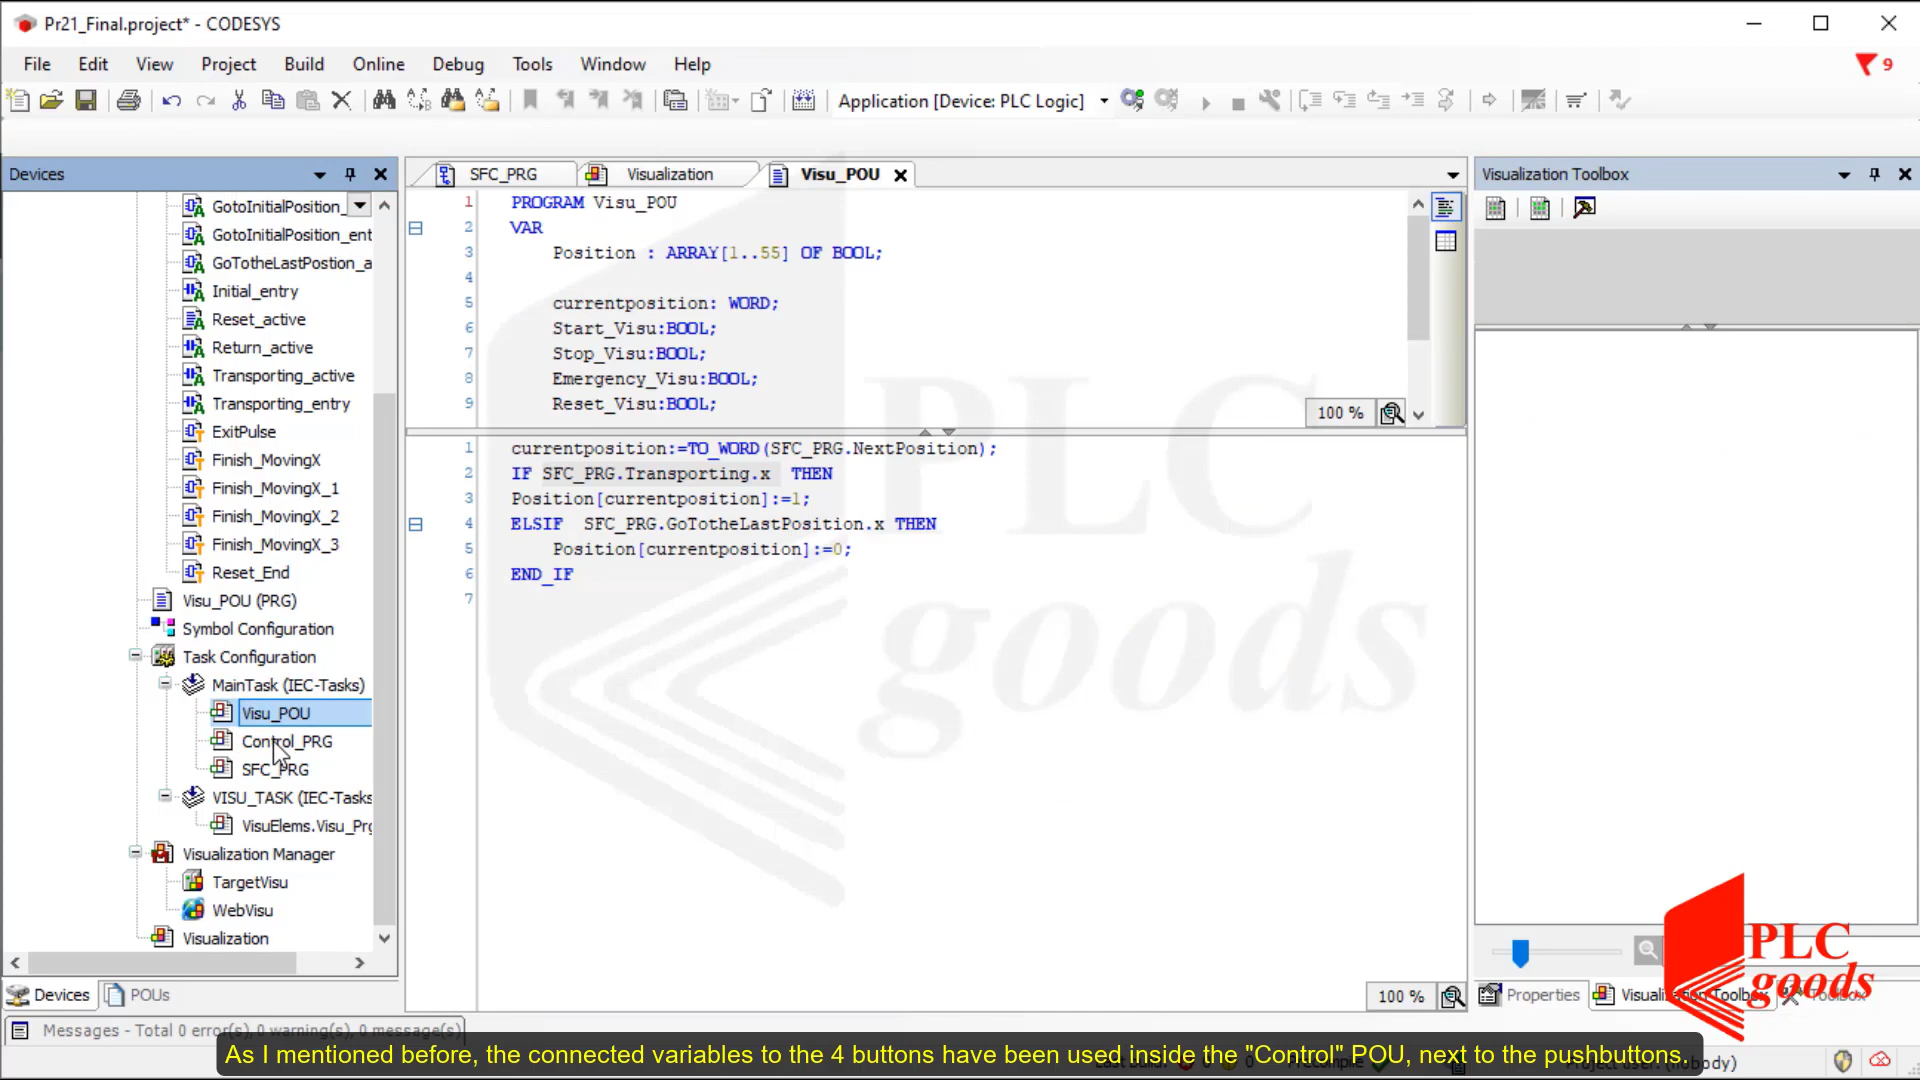 Pr21_Final.project* - CODESYS
File Edit View Project Build Online Debug Tools Window Help
9
Application [Device: PLC Logic]
Devices
SFC_PRG
Visualization
Visu_POU
Visualization Toolbox
GotoInitialPosition_
GotoInitialPosition_ent
GoTotheLastPostion_a
Initial_entry
Reset_active
Return_active
Transporting_active
Transporting_entry
ExitPulse
Finish_MovingX
Finish_MovingX_1
Finish_MovingX_2
Finish_MovingX_3
Reset_End
Visu_POU (PRG)
Symbol Configuration
Task Configuration
MainTask (IEC-Tasks)
Visu_POU
Control_PRG
SFC_PRG
VISU_TASK (IEC-Tasks
VisuElems.Visu_Prg
Visualization Manager
TargetVisu
WebVisu
Visualization
1 PROGRAM Visu_POU
2 VAR
3 Position : ARRAY[1..55] OF BOOL;
4
5 currentposition: WORD;
6 Start_Visu:BOOL;
7 Stop_Visu:BOOL;
8 Emergency_Visu:BOOL;
9 Reset_Visu:BOOL;
100 %
1 currentposition:=TO_WORD(SFC_PRG.NextPosition);
2 IF SFC_PRG.Transporting.x THEN
3 Position[currentposition]:=1;
4 ELSIF SFC_PRG.GoTotheLastPosition.x THEN
5 Position[currentposition]:=0;
6 END_IF
7
100 %
PLC
goods
PLC
goods
Devices
POUs
Properties
Visualization Toolbox
Toolbox
Messages - Total 0 error(s), 0 warning(s), 0 message(s)
As I mentioned before, the connected variables to the 4 buttons have been used inside the "Control" POU, next to the pushbuttons.